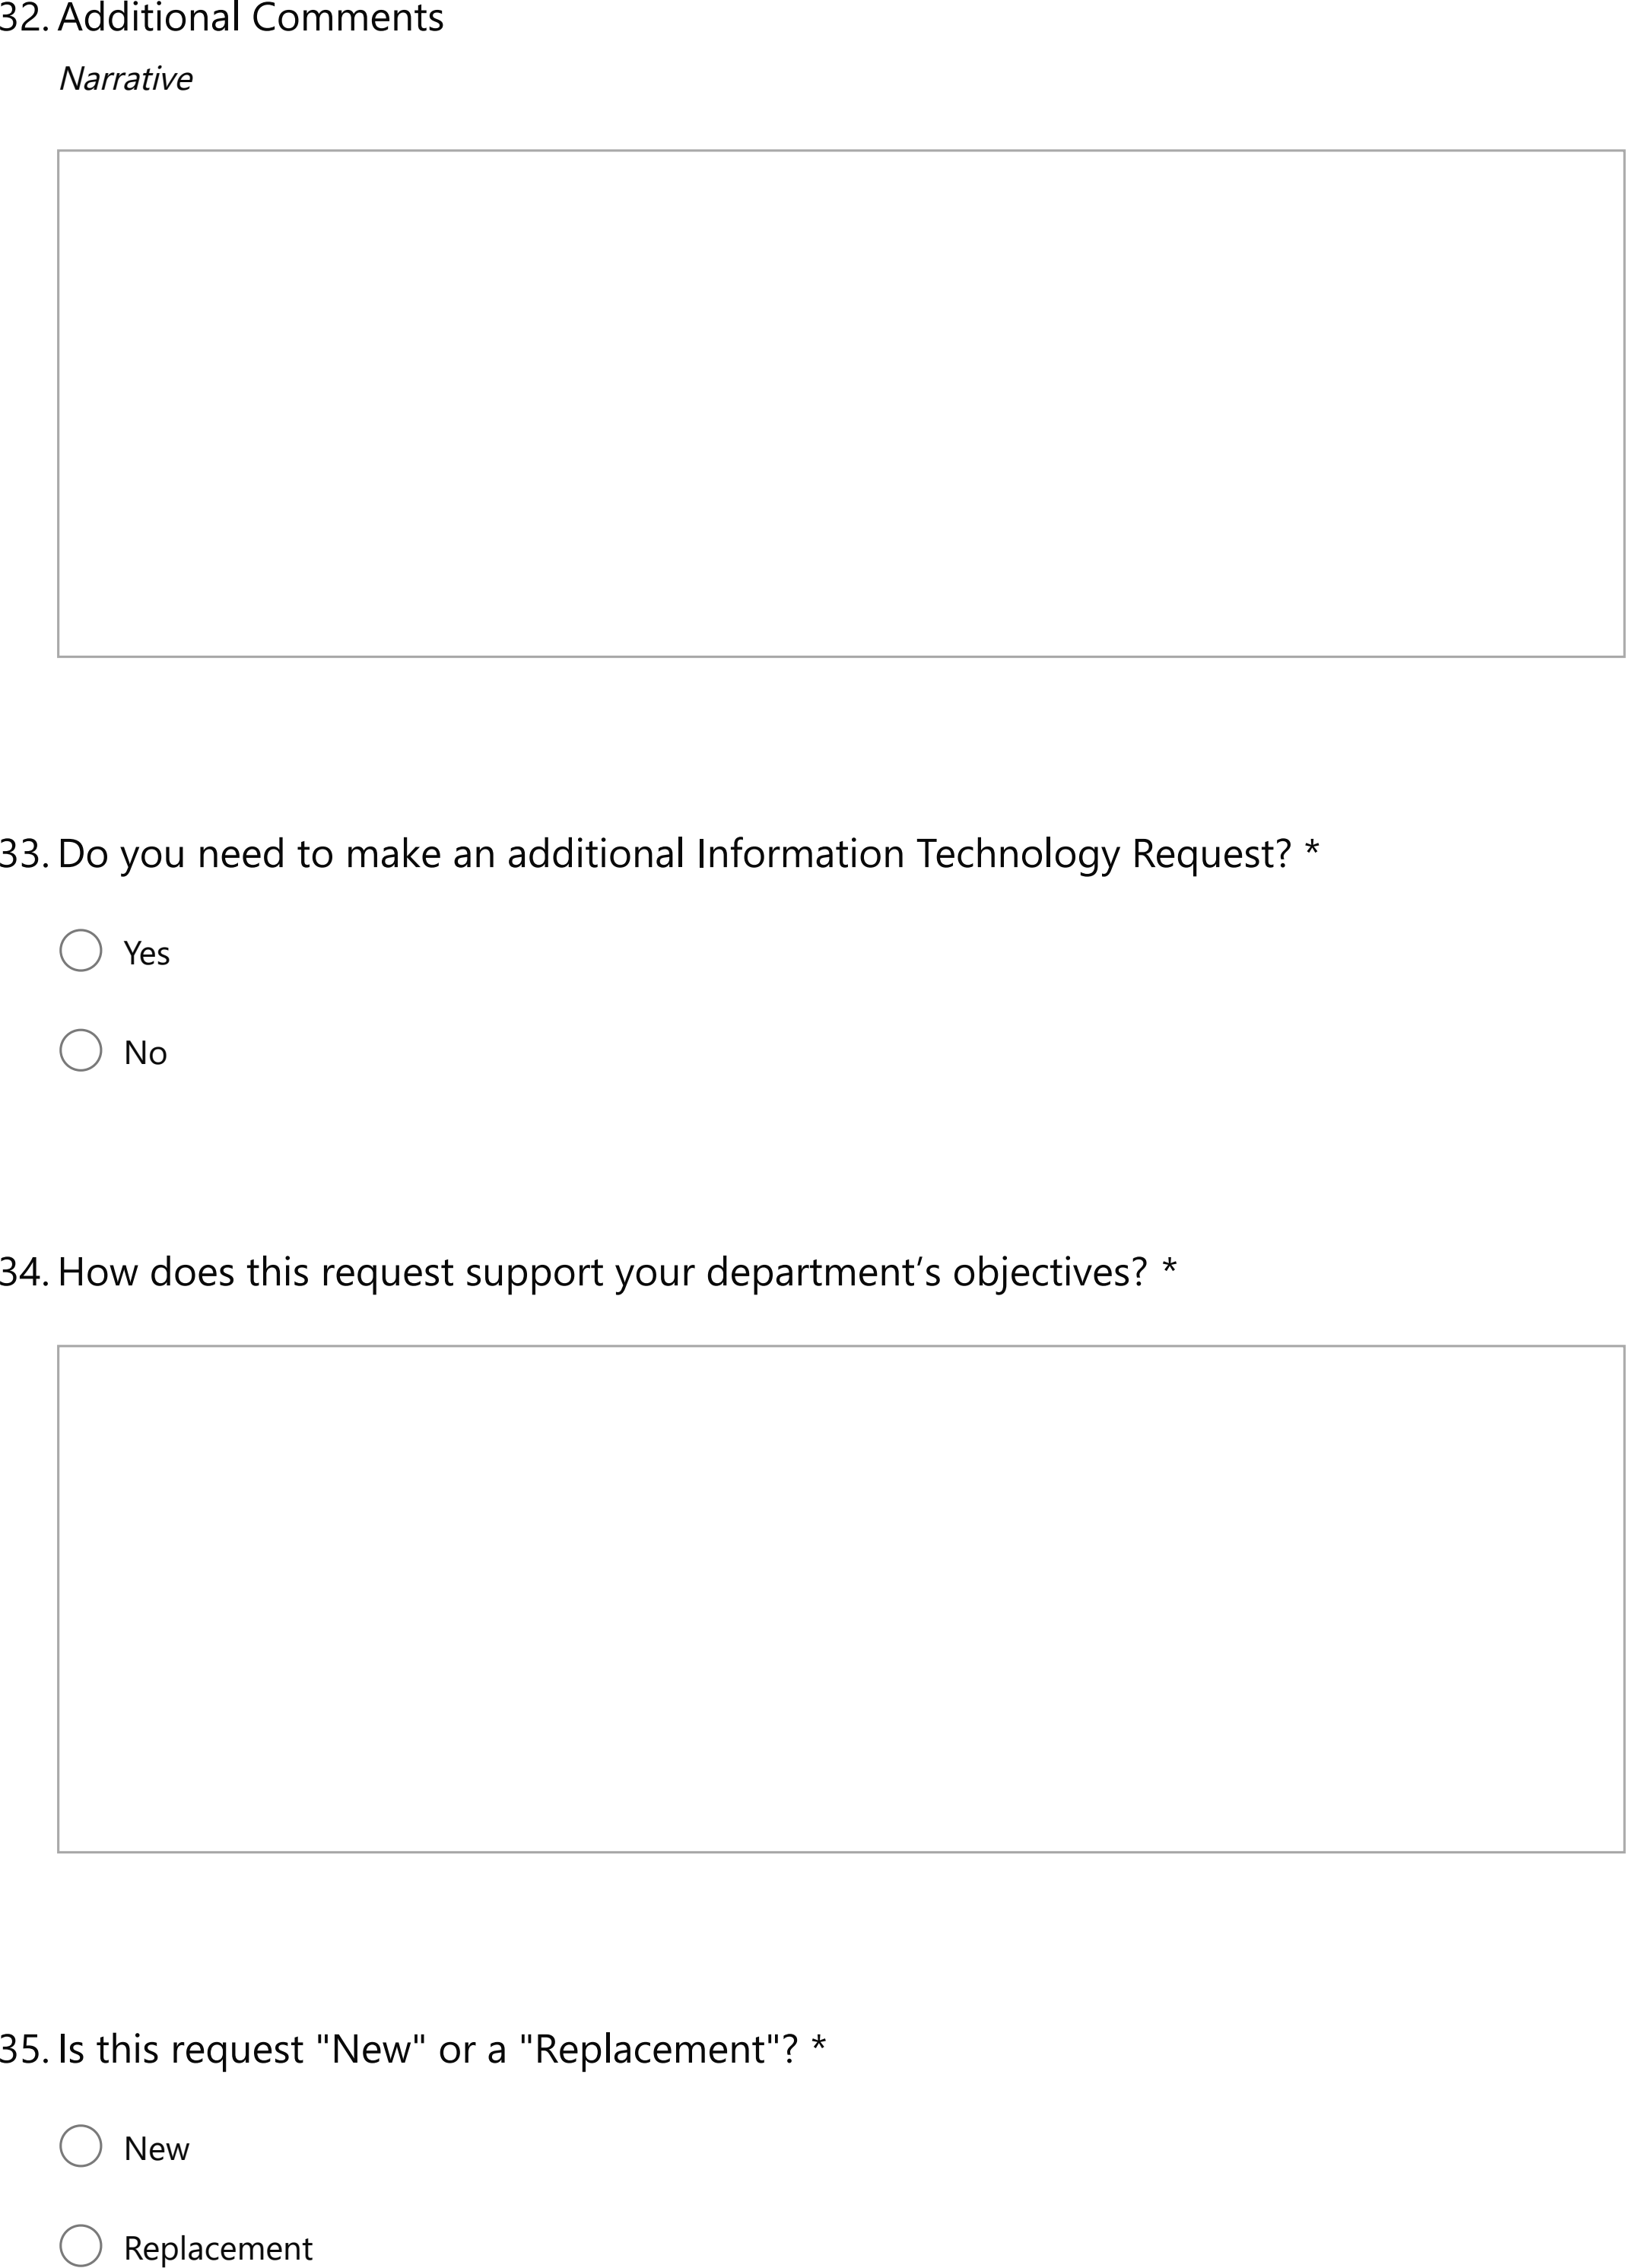 32. Additional Comments
Narrative
33. Do you need to make an additional Information Technology Request? *
Yes
No
34. How does this request support your department’s objectives? *
35. Is this request "New" or a "Replacement"? *
New
Replacement